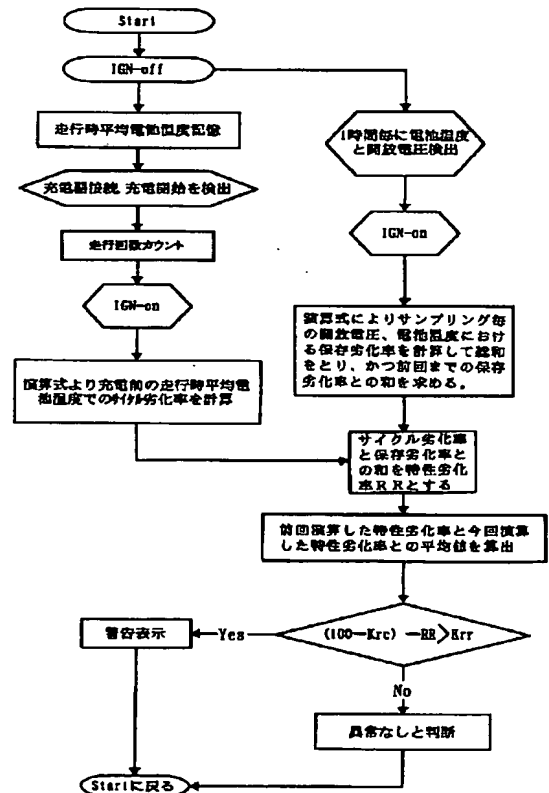 Start
IGN-off
走行時平均電池温度記憶
充電器接続、充電開始を検出
走行回数カウント
IGN-on
演算式より充電前の走行時平均電
池温度でのサイクル劣化率を計算
1時間毎に電池温度
と開放電圧検出
IGN-on
演算式によりサンプリング毎
の開放電圧、電池温度におけ
る保存劣化率を計算して総和
をとり、かつ前回までの保存
劣化率との和を求める。
サイクル劣化率
と保存劣化率と
の和を特性劣化
率RRとする
前回演算した特性劣化率と今回演算
した特性劣化率との平均値を算出
(100-Krc) -RR>Krr
Yes
警告表示
No
異常なしと判断
Startに戻る